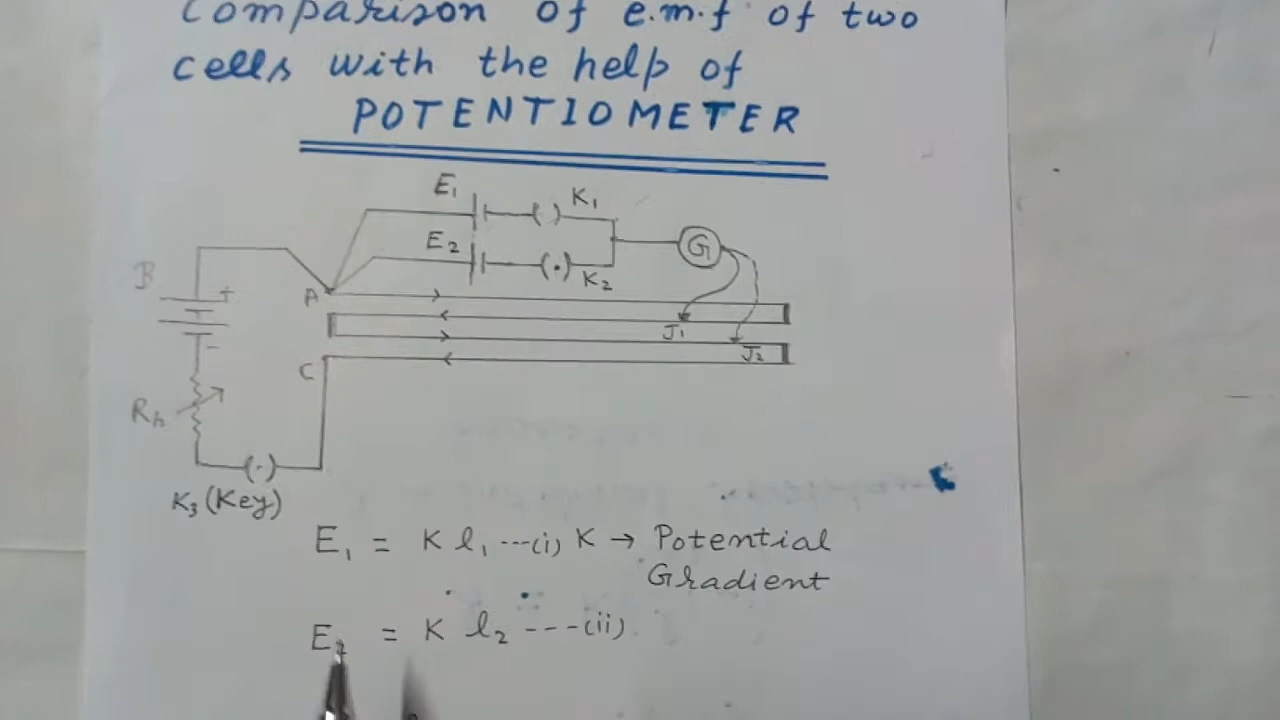 Comparison of e.m.f of two
cells with the help of
POTENTIOMETER
E₁
K₁
E₂
K₂
G
B
+
A
J₁
J₂
-
C
Rh
K₃ (Key)
E₁ = K l₁ ---(i) K → Potential
Gradient
E₂ = K l₂ ----(ii)